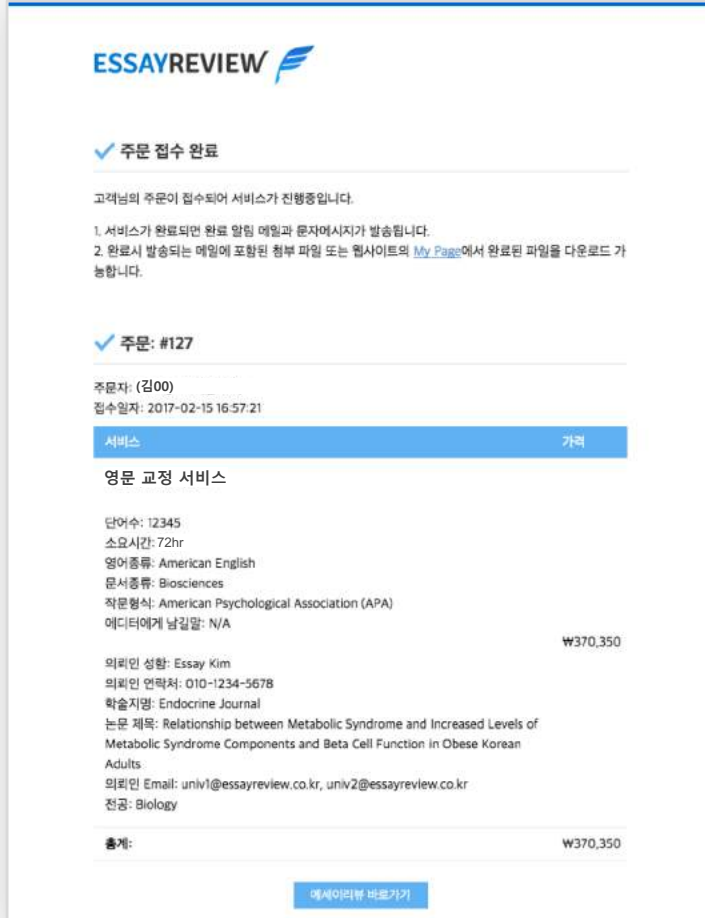 ESSAYREVIEW
주문 접수 완료
고객님의 주문이 접수되어 서비스가 진행중입니다.
1. 서비스가 완료되면 완료 알림 메일과 문자메시지가 발송됩니다.
2. 완료시 발송되는 메일에 포함된 첨부 파일 또는 웹사이트의 My Page에서 완료된 파일을 다운로드 가
능합니다.
주문: #127
주문자: (김00)
접수일자: 2017-02-15 16:57:21
서비스 가격
영문 교정 서비스
단어수: 12345
소요시간: 72hr
영어종류: American English
문서종류: Biosciences
작문형식: American Psychological Association (APA)
에디터에게 남길말: N/A
₩370,350
의뢰인 성함: Essay Kim
의뢰인 연락처: 010-1234-5678
학술지명: Endocrine Journal
논문 제목: Relationship between Metabolic Syndrome and Increased Levels of
Metabolic Syndrome Components and Beta Cell Function in Obese Korean
Adults
의뢰인 Email: univ1@essayreview.co.kr, univ2@essayreview.co.kr
전공: Biology
총계: ₩370,350
에세이리뷰 바로가기